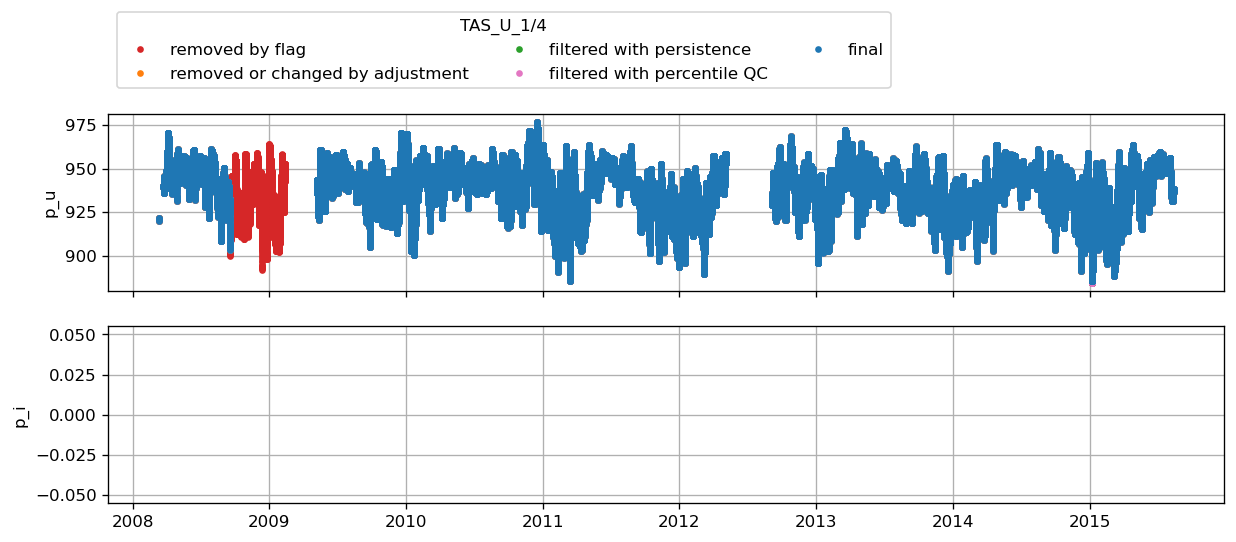 TAS_U_1/4
removed by flag
filtered with persistence
final
removed or changed by adjustment
filtered with percentile QC
975
950
925
900
p_u
0.050
0.025
0.000
−0.025
−0.050
p_i
2008 2009 2010 2011 2012 2013 2014 2015